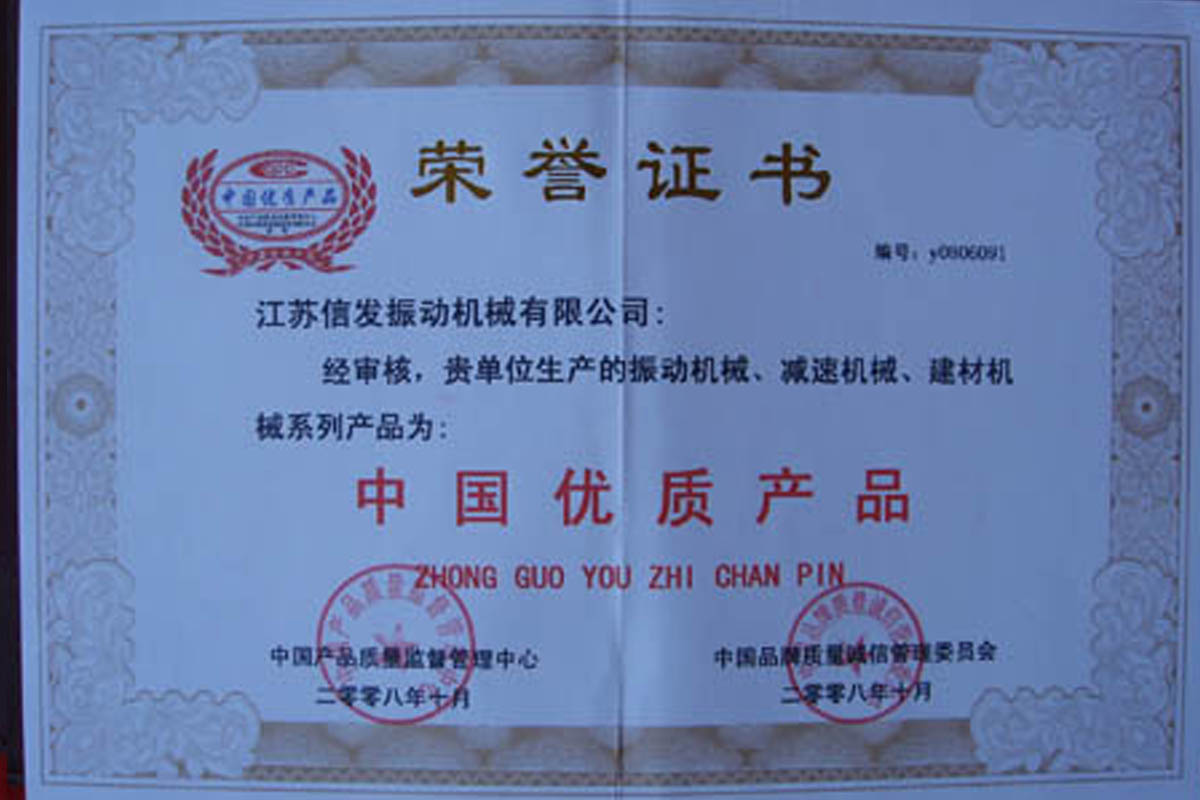 荣誉证书
中国优质产品
编号：y0806091
江苏信发振动机械有限公司：
经审核，贵单位生产的振动机械、减速机械、建材机
械系列产品为：
中国优质产品
ZHONG GUO YOU ZHI CHAN PIN
中国产品质量监督管理中心
二零零八年十月
中国品牌质量诚信管理委员会
二零零八年十月